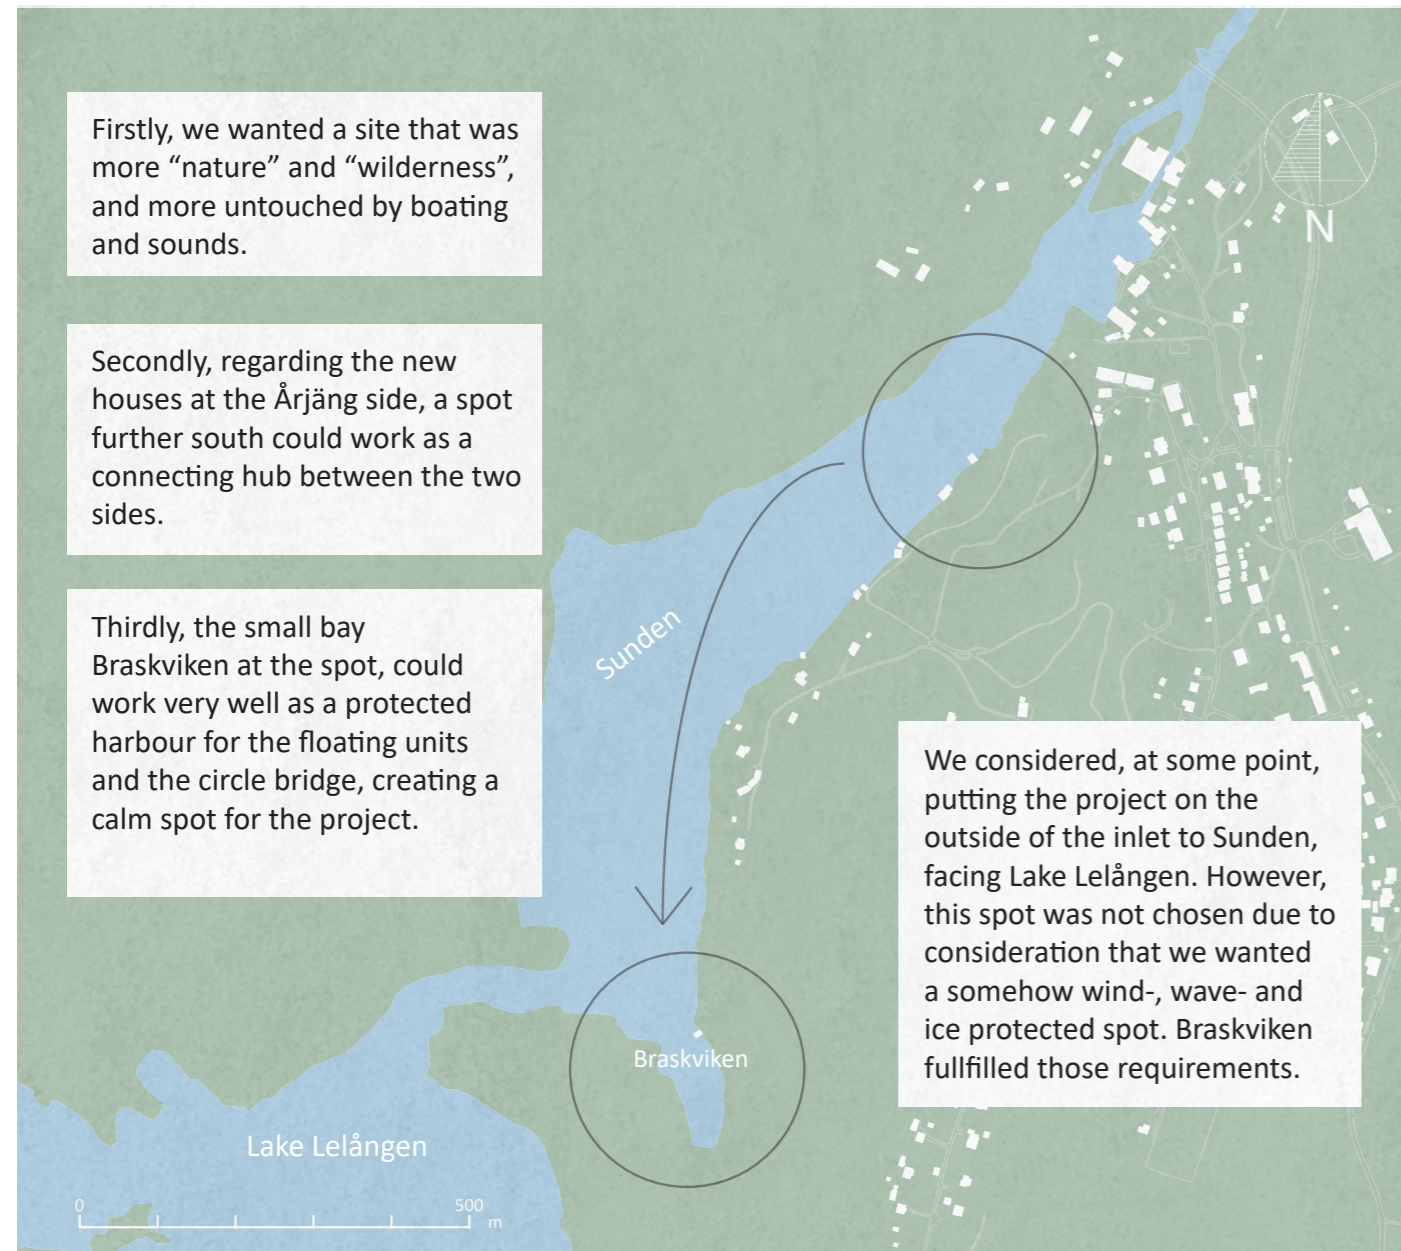 Firstly, we wanted a site that was
more “nature” and “wilderness”,
and more untouched by boating
and sounds.
N
Secondly, regarding the new
houses at the Årjäng side, a spot
further south could work as a
connecting hub between the two
sides.
Thirdly, the small bay
Braskviken at the spot, could
work very well as a protected
harbour for the floating units
and the circle bridge, creating a
calm spot for the project.
Sunden
We considered, at some point,
putting the project on the
outside of the inlet to Sunden,
facing Lake Lelången. However,
this spot was not chosen due to
consideration that we wanted
a somehow wind-, wave- and
ice protected spot. Braskviken
fullfilled those requirements.
Braskviken
Lake Lelången
0 500
m